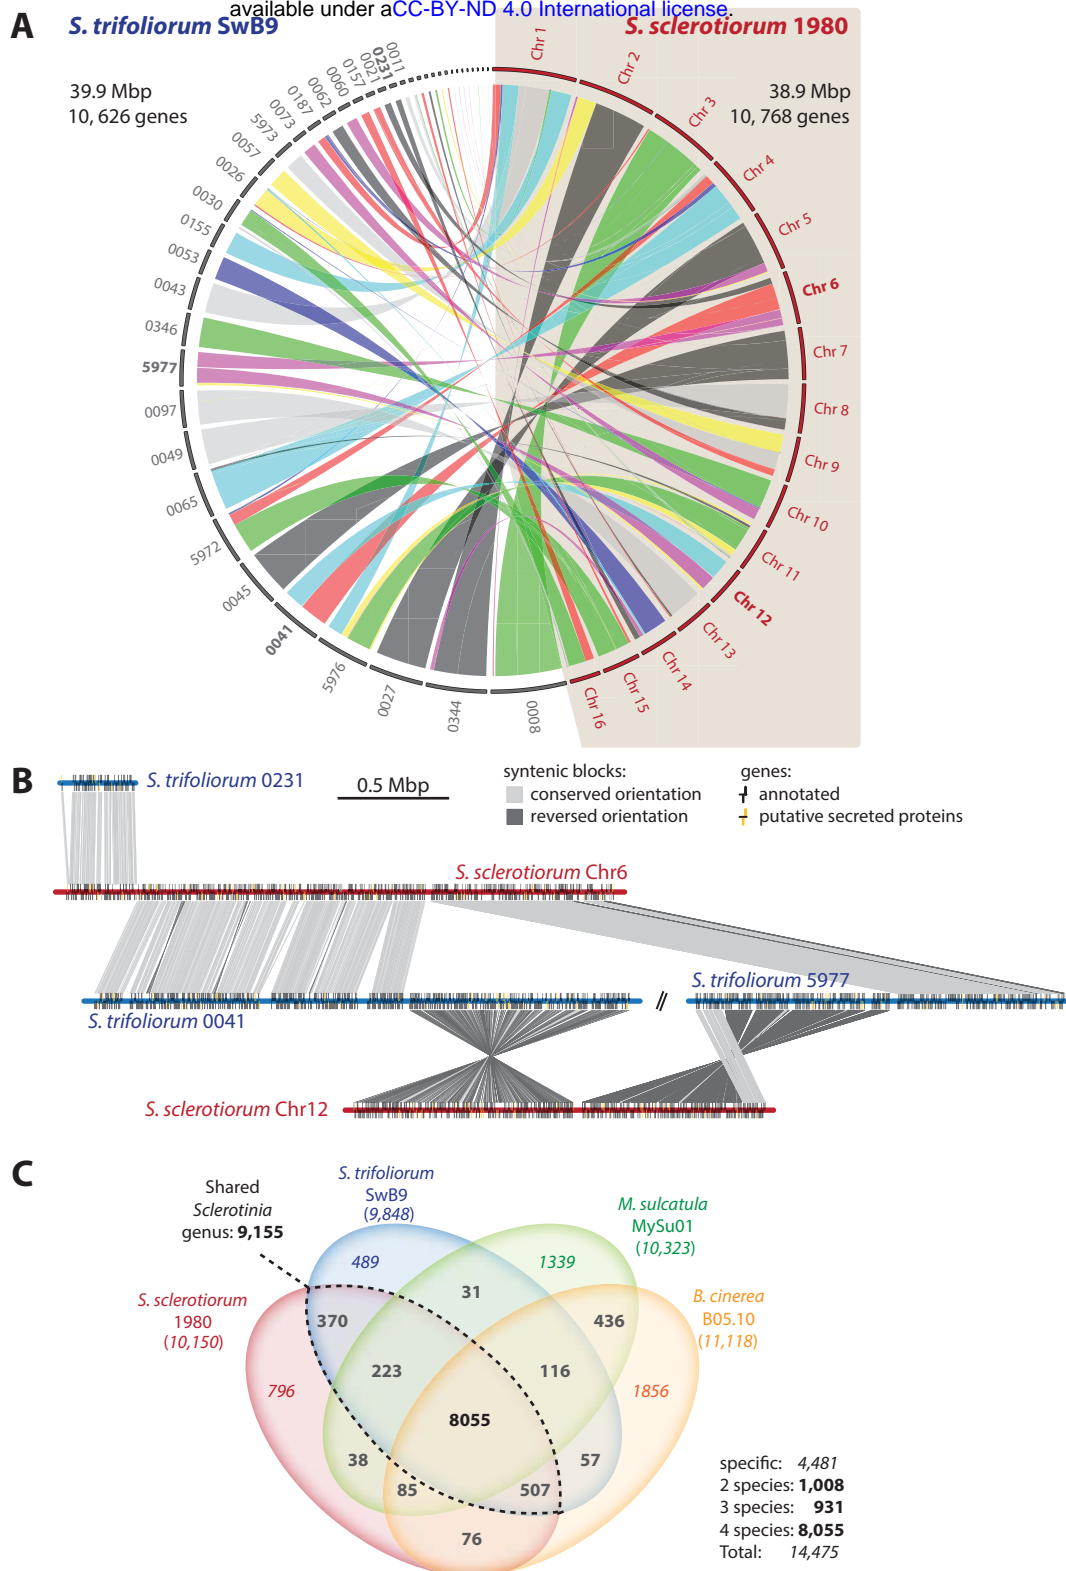 available under aCC-BY-ND 4.0 International license.
A
S. trifoliorum SwB9
S. sclerotiorum 1980
39.9 Mbp
10, 626 genes
38.9 Mbp
10, 768 genes
Chr 1
Chr 2
Chr 3
Chr 4
Chr 5
Chr 6
Chr 7
Chr 8
Chr 9
Chr 10
Chr 11
Chr 12
Chr 13
Chr 14
Chr 15
Chr 16
0008
0344
0027
5976
0041
0045
5972
0065
0049
0097
5977
0346
0043
0053
0155
0030
0026
0057
5973
0073
0187
0062
0060
0157
0021
0231
0011
B
S. trifoliorum 0231
0.5 Mbp
syntenic blocks:
conserved orientation
reversed orientation
genes:
annotated
putative secreted proteins
S. sclerotiorum Chr6
S. trifoliorum 5977
//
S. trifoliorum 0041
S. sclerotiorum Chr12
C
Shared
Sclerotinia
genus: 9,155
S. trifoliorum
SwB9
(9,848)
M. sulcatula
MySu01
(10,323)
S. sclerotiorum
1980
(10,150)
B. cinerea
B05.10
(11,118)
489
1339
31
370
436
223
116
796
1856
8055
38
57
85
507
76
specific: 4,481
2 species: 1,008
3 species: 931
4 species: 8,055
Total: 14,475